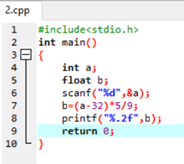 2.cpp
1 #include<stdio.h>
2 int main()
3 {
4 int a;
5 float b;
6 scanf("%d",&a);
7 b=(a-32)*5/9;
8 printf("%.2f",b);
9 return 0;
10 }